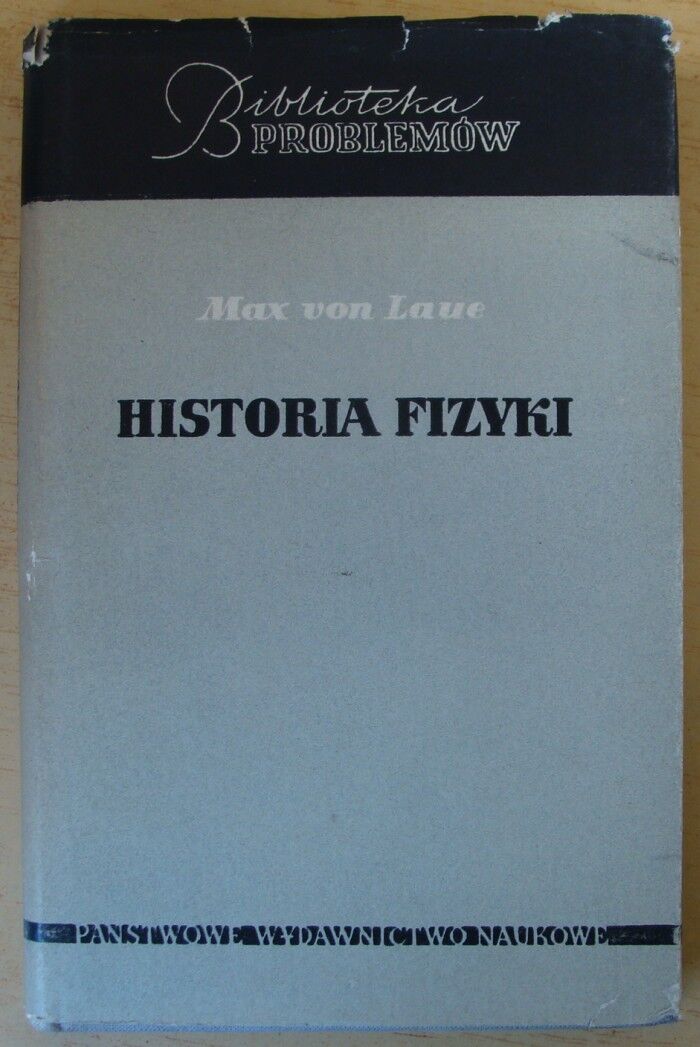 Biblioteka
PROBLEMÓW
Max von Laue
HISTORIA FIZYKI
PAŃSTWOWE WYDAWNICTWO NAUKOWE